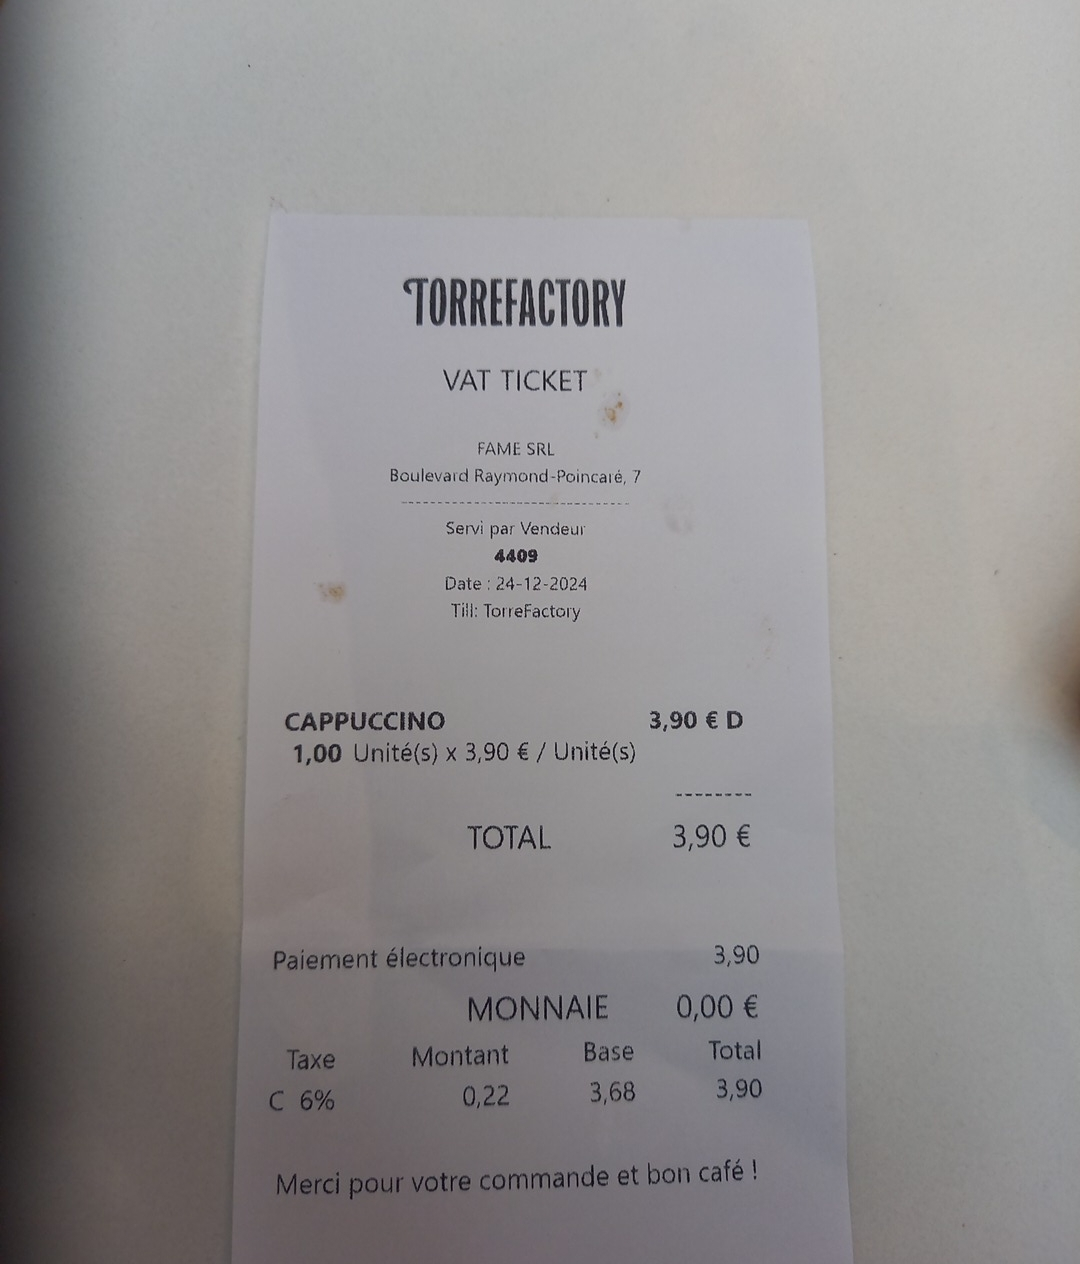 TORREFACTORY
VAT TICKET
FAME SRL
Boulevard Raymond-Poincaré, 7
--------------------------------
Servi par Vendeur
4409
Date : 24-12-2024
Till: TorreFactory
CAPPUCCINO 3,90 € D
1,00 Unité(s) x 3,90 € / Unité(s)
--------
TOTAL 3,90 €
Paiement électronique 3,90
MONNAIE 0,00 €
Taxe Montant Base Total
C 6% 0,22 3,68 3,90
Merci pour votre commande et bon café !